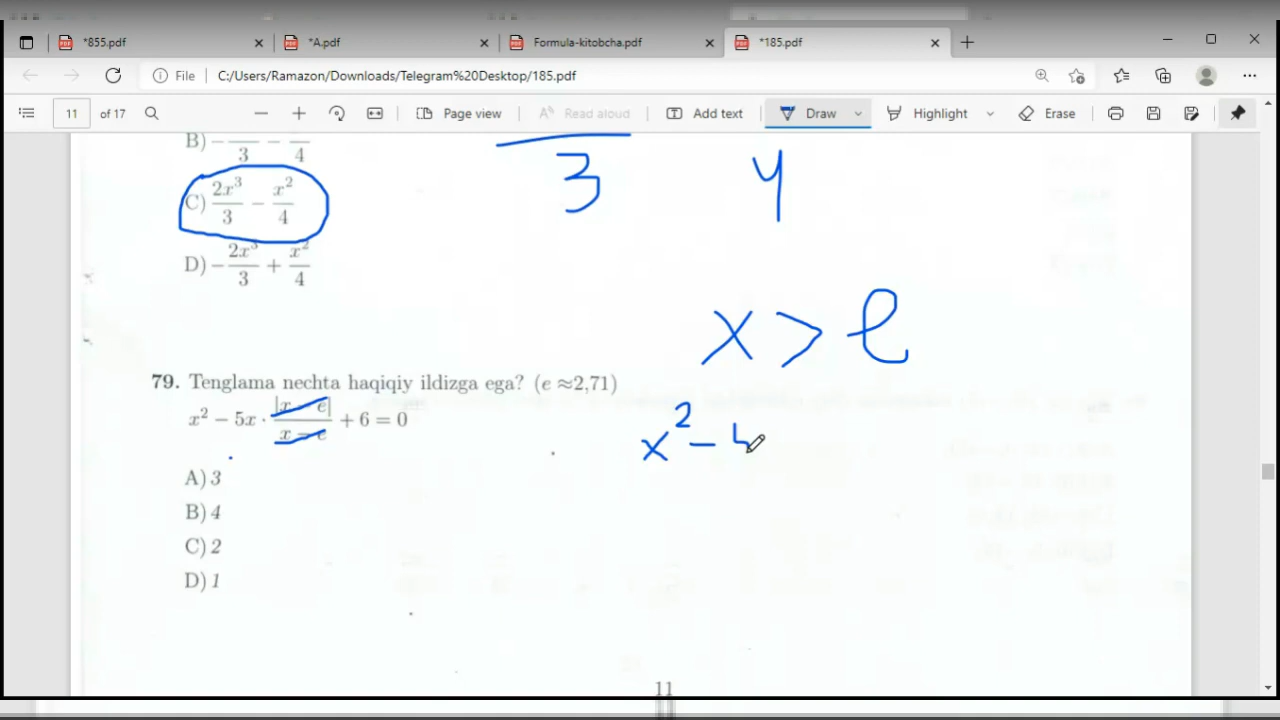 *855.pdf *A.pdf Formula-kitobcha.pdf *185.pdf
File C:/Users/Ramazon/Downloads/Telegram%20Desktop/185.pdf
11 of 17 Page view Read aloud Add text Draw Highlight Erase
B) - 3 - 4
3 4
C) 2x³/3 - x²/4
D) - 2x³/3 + x²/4
x > e
79. Tenglama nechta haqiqiy ildizga ega? (e ≈2,71)
x² − 5x · |x − e|/x − e + 6 = 0
x² −
A) 3
B) 4
C) 2
D) 1
11